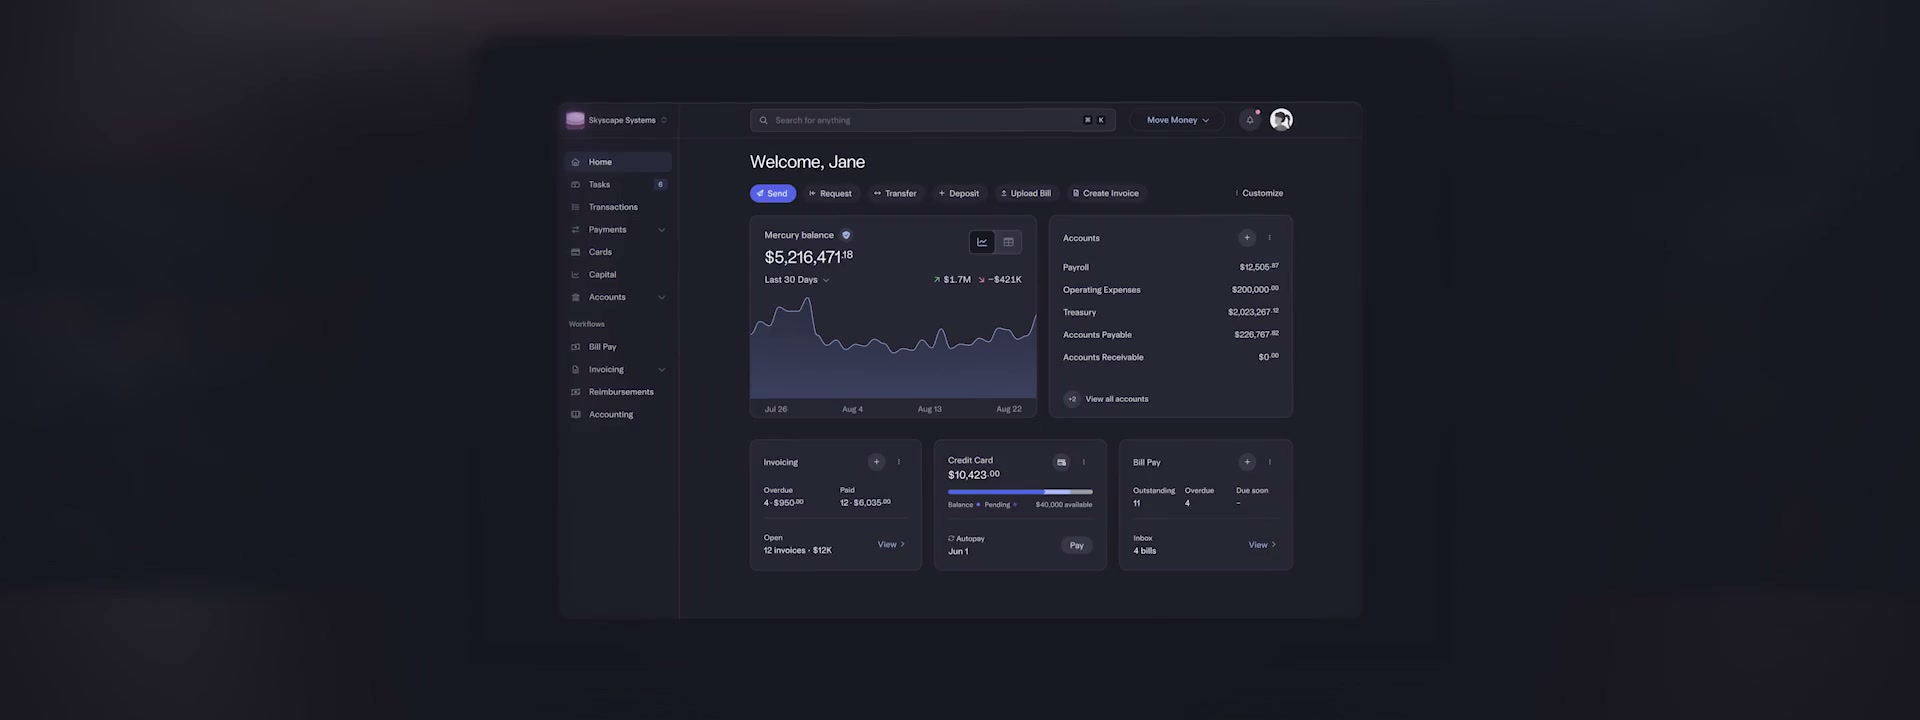 Skyscape Systems
Search for anything
⌘ K
Move Money
Home
Tasks 6
Transactions
Payments
Cards
Capital
Accounts
Workflows
Bill Pay
Invoicing
Reimbursements
Accounting
Welcome, Jane
Send
Request
Transfer
Deposit
Upload Bill
Create Invoice
Customize
Mercury balance
$5,216,471.18
Last 30 Days
$1.7M −$421K
Jul 26 Aug 4 Aug 13 Aug 22
Accounts
Payroll $12,505.67
Operating Expenses $200,000.00
Treasury $2,023,267.12
Accounts Payable $226,767.82
Accounts Receivable $0.00
+2 View all accounts
Invoicing
Overdue Paid
4 · $950.00 12 · $6,035.00
Open
12 invoices · $12K
View
Credit Card
$10,423.00
Balance Pending $40,000 available
Autopay
Jun 1
Pay
Bill Pay
Outstanding Overdue Due soon
11 4 –
Inbox
4 bills
View